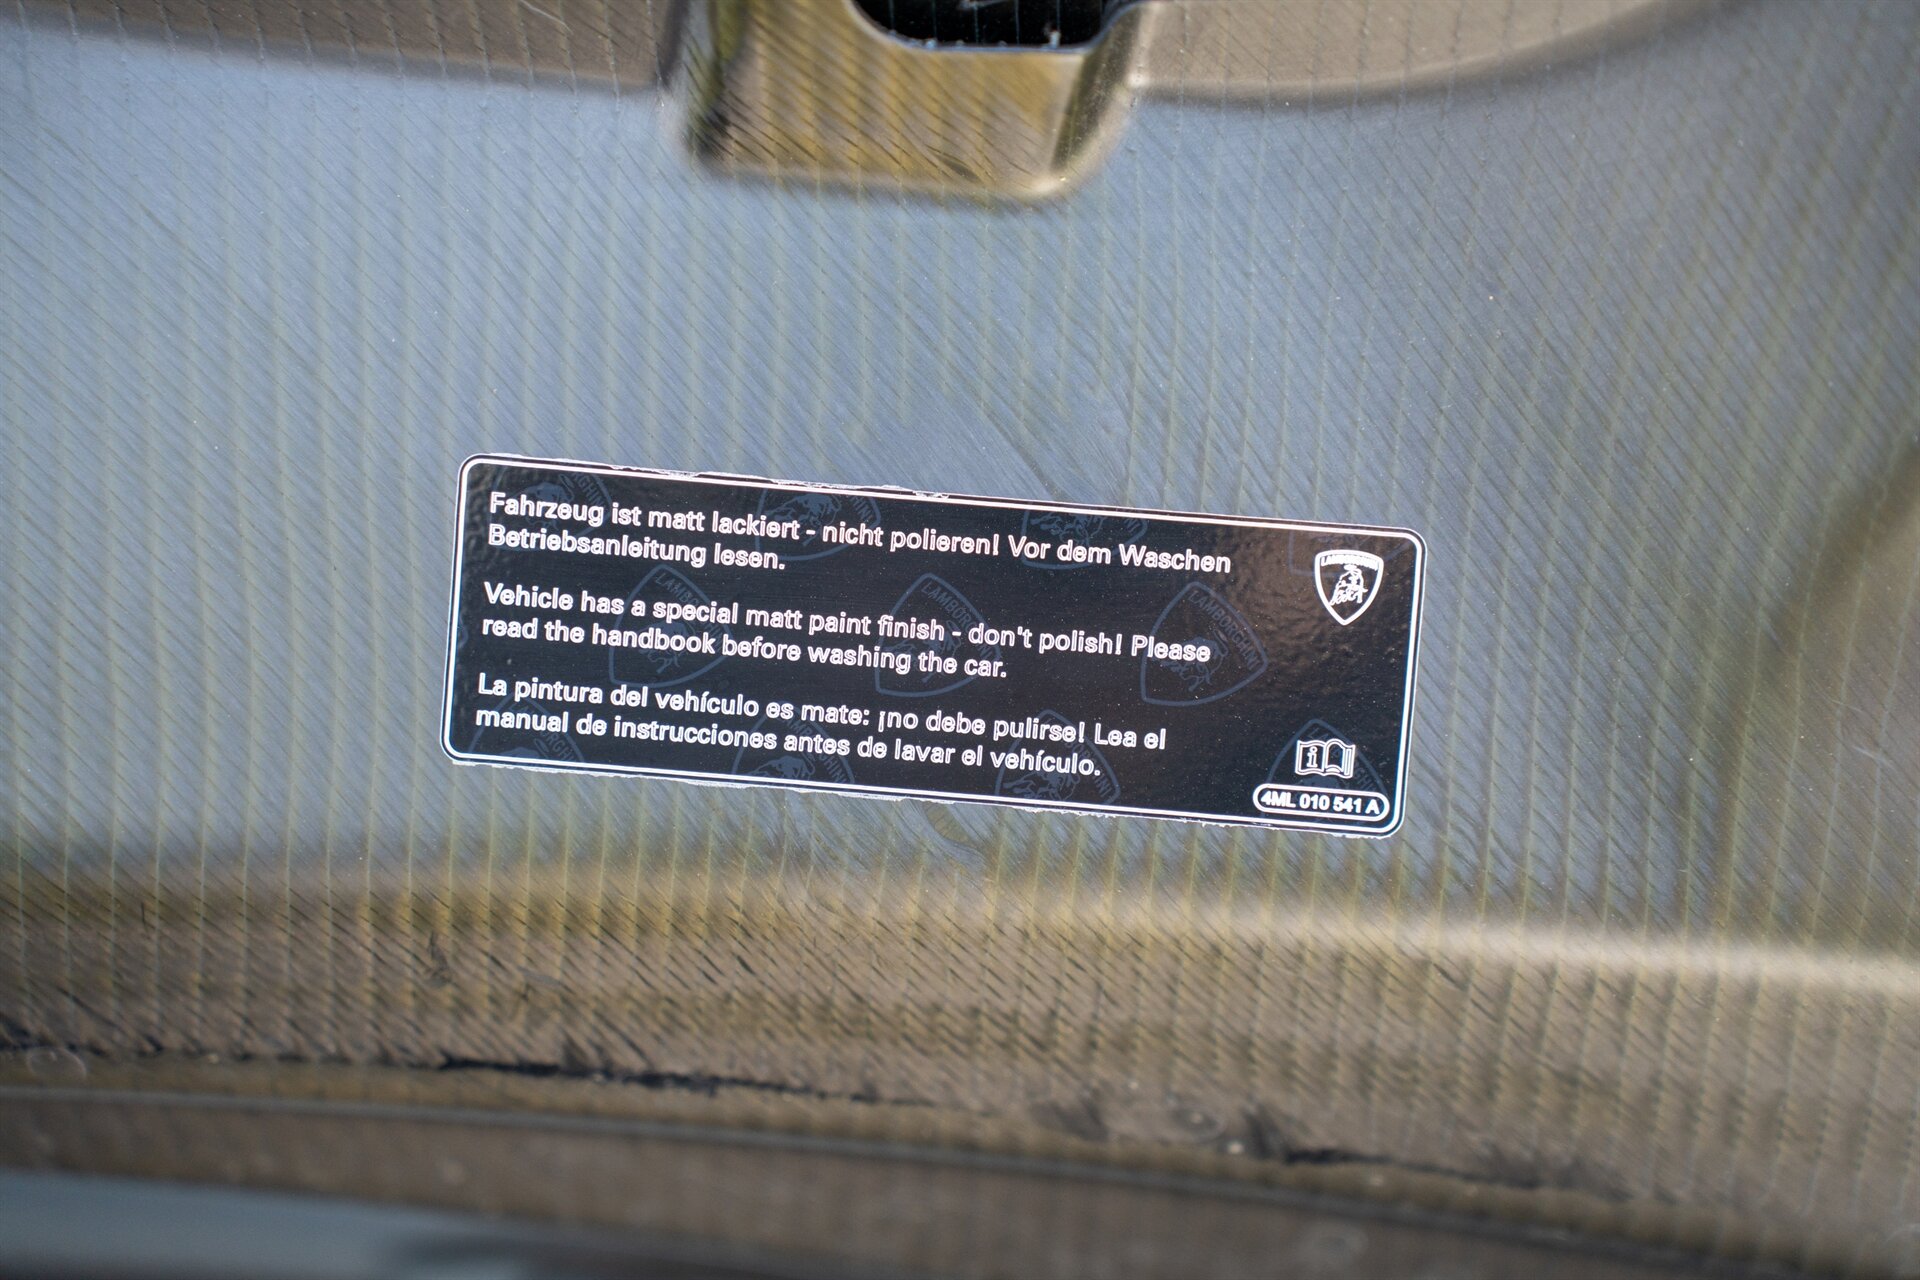 Fahrzeug ist matt lackiert - nicht polieren! Vor dem Waschen
Betriebsanleitung lesen.
Vehicle has a special matt paint finish - don't polish! Please
read the handbook before washing the car.
La pintura del vehículo es mate: ¡no debe pulirse! Lea el
manual de instrucciones antes de lavar el vehículo.
LAMBORGHINI
i
4ML 010 541 A